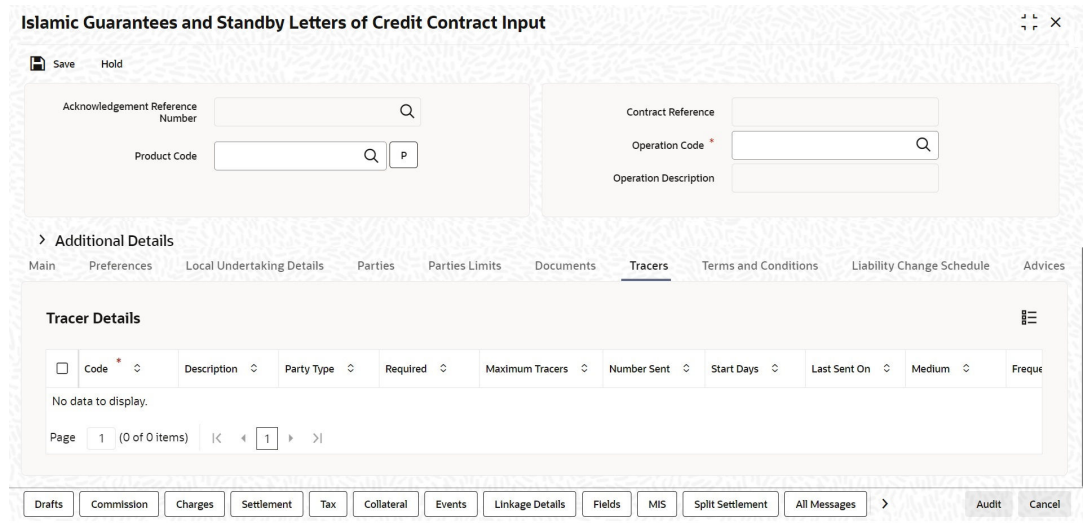 Islamic Guarantees and Standby Letters of Credit Contract Input
Save Hold
Acknowledgement Reference
Number
Product Code P
Contract Reference
Operation Code *
Operation Description
Additional Details
Main Preferences Local Undertaking Details Parties Parties Limits Documents Tracers Terms and Conditions Liability Change Schedule Advices
Tracer Details
Code * Description Party Type Required Maximum Tracers Number Sent Start Days Last Sent On Medium Freque
No data to display.
Page 1 (0 of 0 items) 1
Drafts Commission Charges Settlement Tax Collateral Events Linkage Details Fields MIS Split Settlement All Messages Audit Cancel